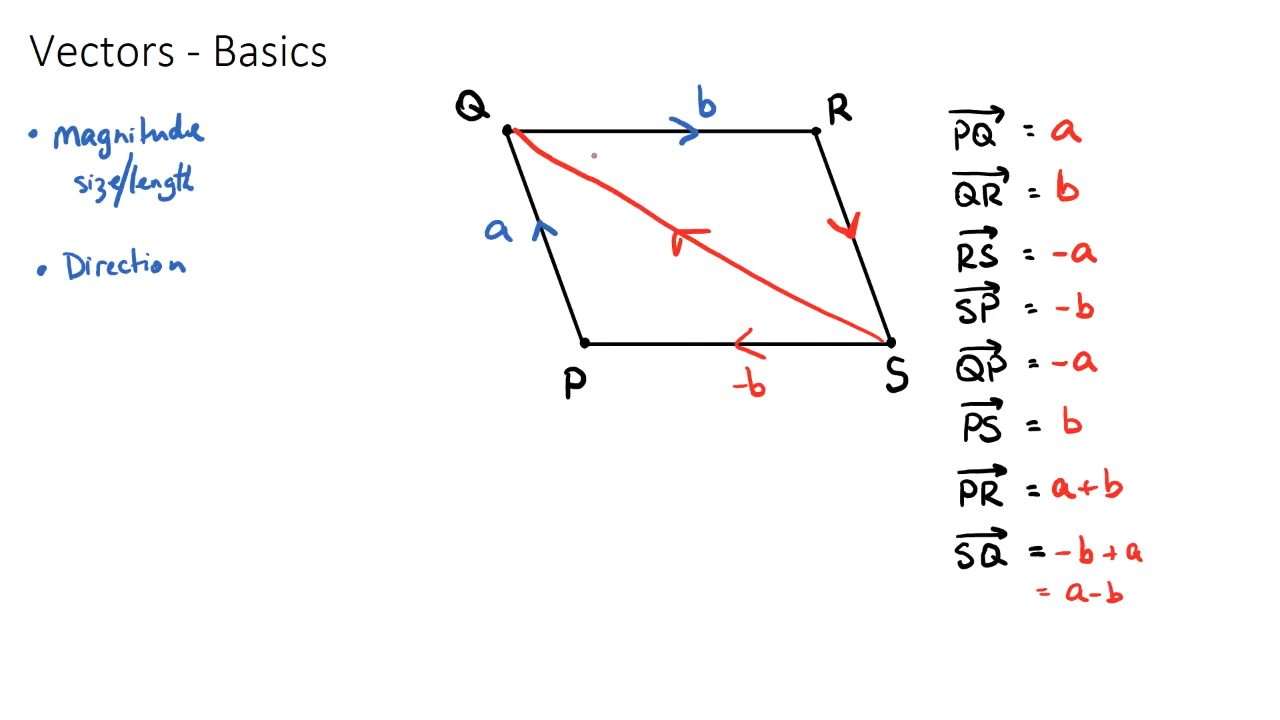 Vectors - Basics
• Magnitude
size/length
• Direction
Q
b
R
a
P
-b
S
PQ = a
QR = b
RS = -a
SP = -b
QP = -a
PS = b
PR = a+b
SQ = -b+a
= a-b